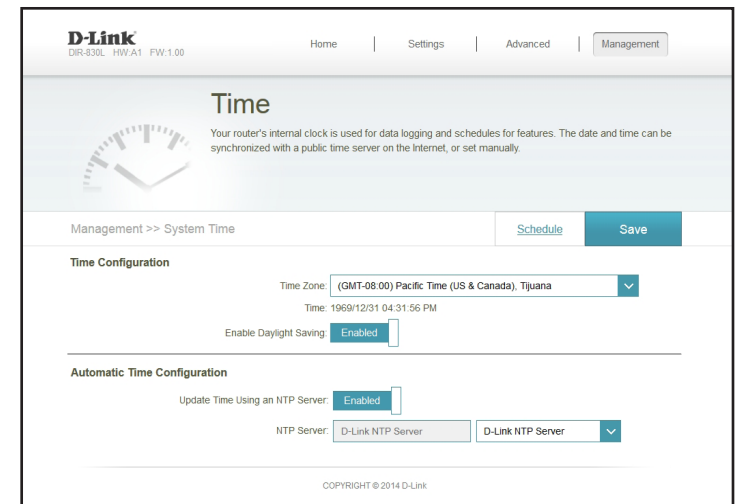 D-Link
DIR-830L HW:A1 FW:1.00
Home
Settings
Advanced
Management
Time
Your router's internal clock is used for data logging and schedules for features. The date and time can be
synchronized with a public time server on the Internet, or set manually.
Management >> System Time
Schedule
Save
Time Configuration
Time Zone: (GMT-08:00) Pacific Time (US & Canada), Tijuana
Time: 1969/12/31 04:31:56 PM
Enable Daylight Saving: Enabled
Automatic Time Configuration
Update Time Using an NTP Server: Enabled
NTP Server: D-Link NTP Server D-Link NTP Server
COPYRIGHT © 2014 D-Link